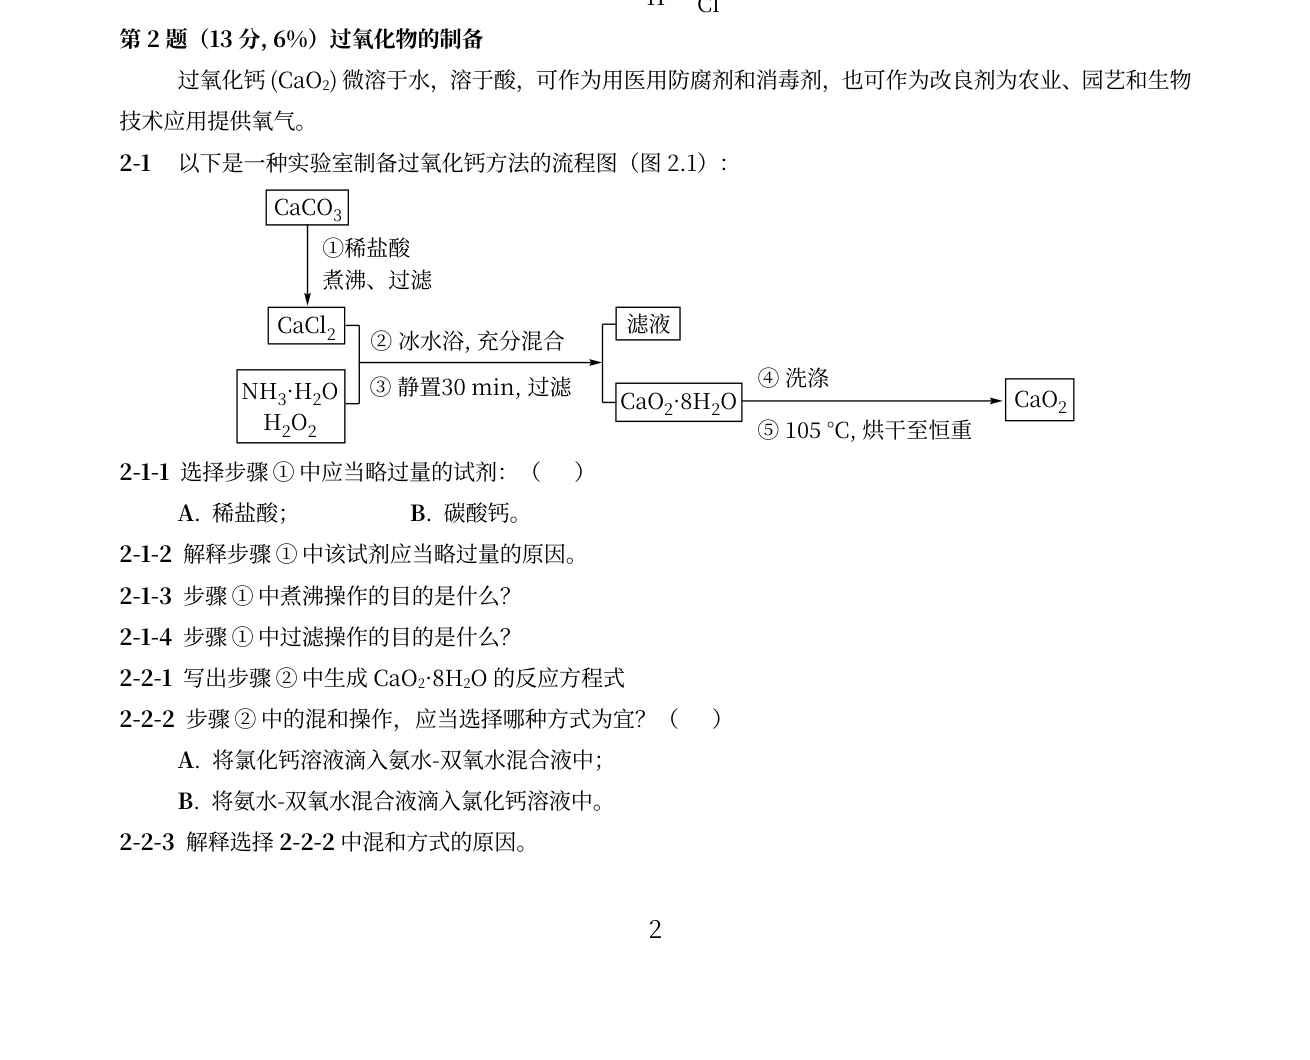 H Cl
第 2 题（13 分, 6%）过氧化物的制备
过氧化钙 (CaO₂) 微溶于水，溶于酸，可作为用医用防腐剂和消毒剂，也可作为改良剂为农业、园艺和生物
技术应用提供氧气。
2-1 以下是一种实验室制备过氧化钙方法的流程图（图 2.1）：
CaCO₃
①稀盐酸
煮沸、过滤
CaCl₂
NH₃·H₂O
H₂O₂
② 冰水浴, 充分混合
③ 静置30 min, 过滤
滤液
CaO₂·8H₂O
④ 洗涤
⑤ 105 °C, 烘干至恒重
CaO₂
2-1-1 选择步骤 ① 中应当略过量的试剂：（ ）
A. 稀盐酸； B. 碳酸钙。
2-1-2 解释步骤 ① 中该试剂应当略过量的原因。
2-1-3 步骤 ① 中煮沸操作的目的是什么？
2-1-4 步骤 ① 中过滤操作的目的是什么？
2-2-1 写出步骤 ② 中生成 CaO₂·8H₂O 的反应方程式
2-2-2 步骤 ② 中的混和操作，应当选择哪种方式为宜？（ ）
A. 将氯化钙溶液滴入氨水-双氧水混合液中；
B. 将氨水-双氧水混合液滴入氯化钙溶液中。
2-2-3 解释选择 2-2-2 中混和方式的原因。
2